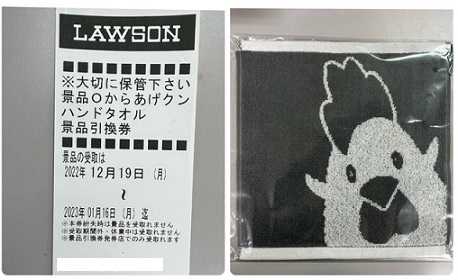 LAWSON
※大切に保管下さい
景品Ｏからあげクン
ハンドタオル
景品引換券
景品の受取は
2022年 12月19日 (月)
～
2023年 01月16日 (月) 迄
※本券紛失時は景品を受取れません
※受取期間外・休業中は受取れません
※景品引換券発券店でのみ受取れます